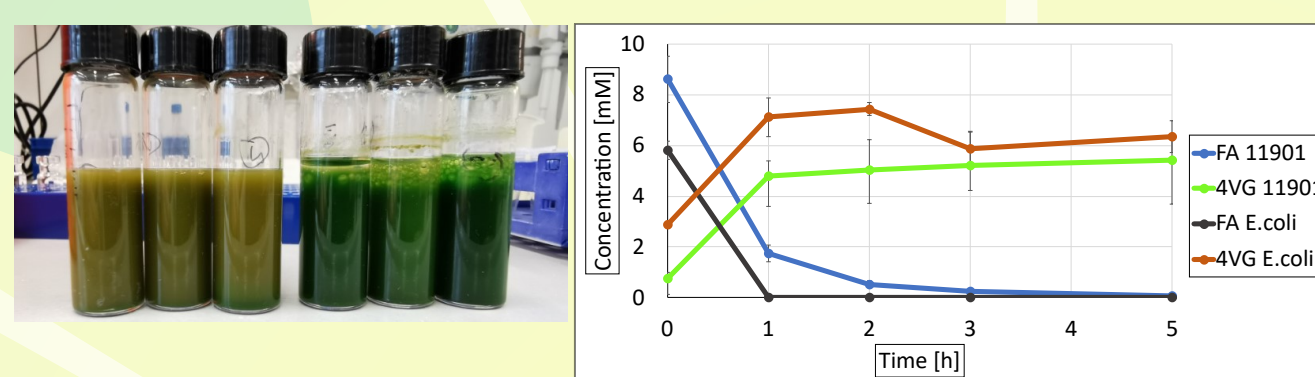 10
8
6
4
2
0
0 1 2 3 4 5
Concentration [mM]
Time [h]
FA 11901
4VG 11901
FA E.coli
4VG E.coli